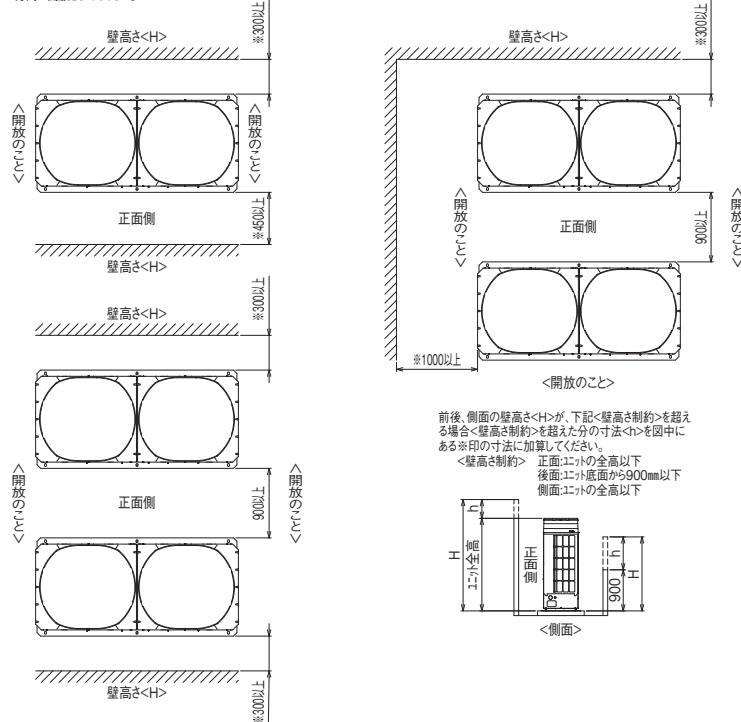 ※300以上
壁高さ<H>
<開放のこと>
<開放のこと>
正面側
※450以上
壁高さ<H>
壁高さ<H>
※300以上
<開放のこと>
正面側
900以上
<開放のこと>
壁高さ<H>
※300以上
※300以上
壁高さ<H>
<開放のこと>
正面側
900以上
<開放のこと>
※1000以上
<開放のこと>
前後、側面の壁高さ<H>が、下記<壁高さ制約>を超え
る場合<壁高さ制約>を超えた分の寸法<h>を図中に
ある※印の寸法に加算してください。
<壁高さ制約> 正面:ユニットの全高以下
後面:ユニット底面から900mm以下
側面:ユニットの全高以下
h
H
ユニット全高
正面側
h
H
900
<側面>